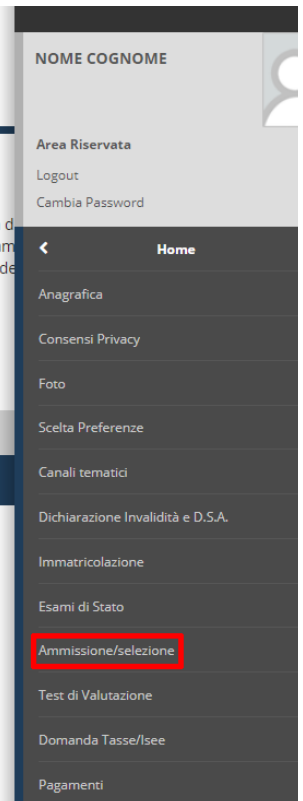 NOME COGNOME
Area Riservata
Logout
Cambia Password
Home
Anagrafica
Consensi Privacy
Foto
Scelta Preferenze
Canali tematici
Dichiarazione Invalidità e D.S.A.
Immatricolazione
Esami di Stato
Ammissione/selezione
Test di Valutazione
Domanda Tasse/Isee
Pagamenti